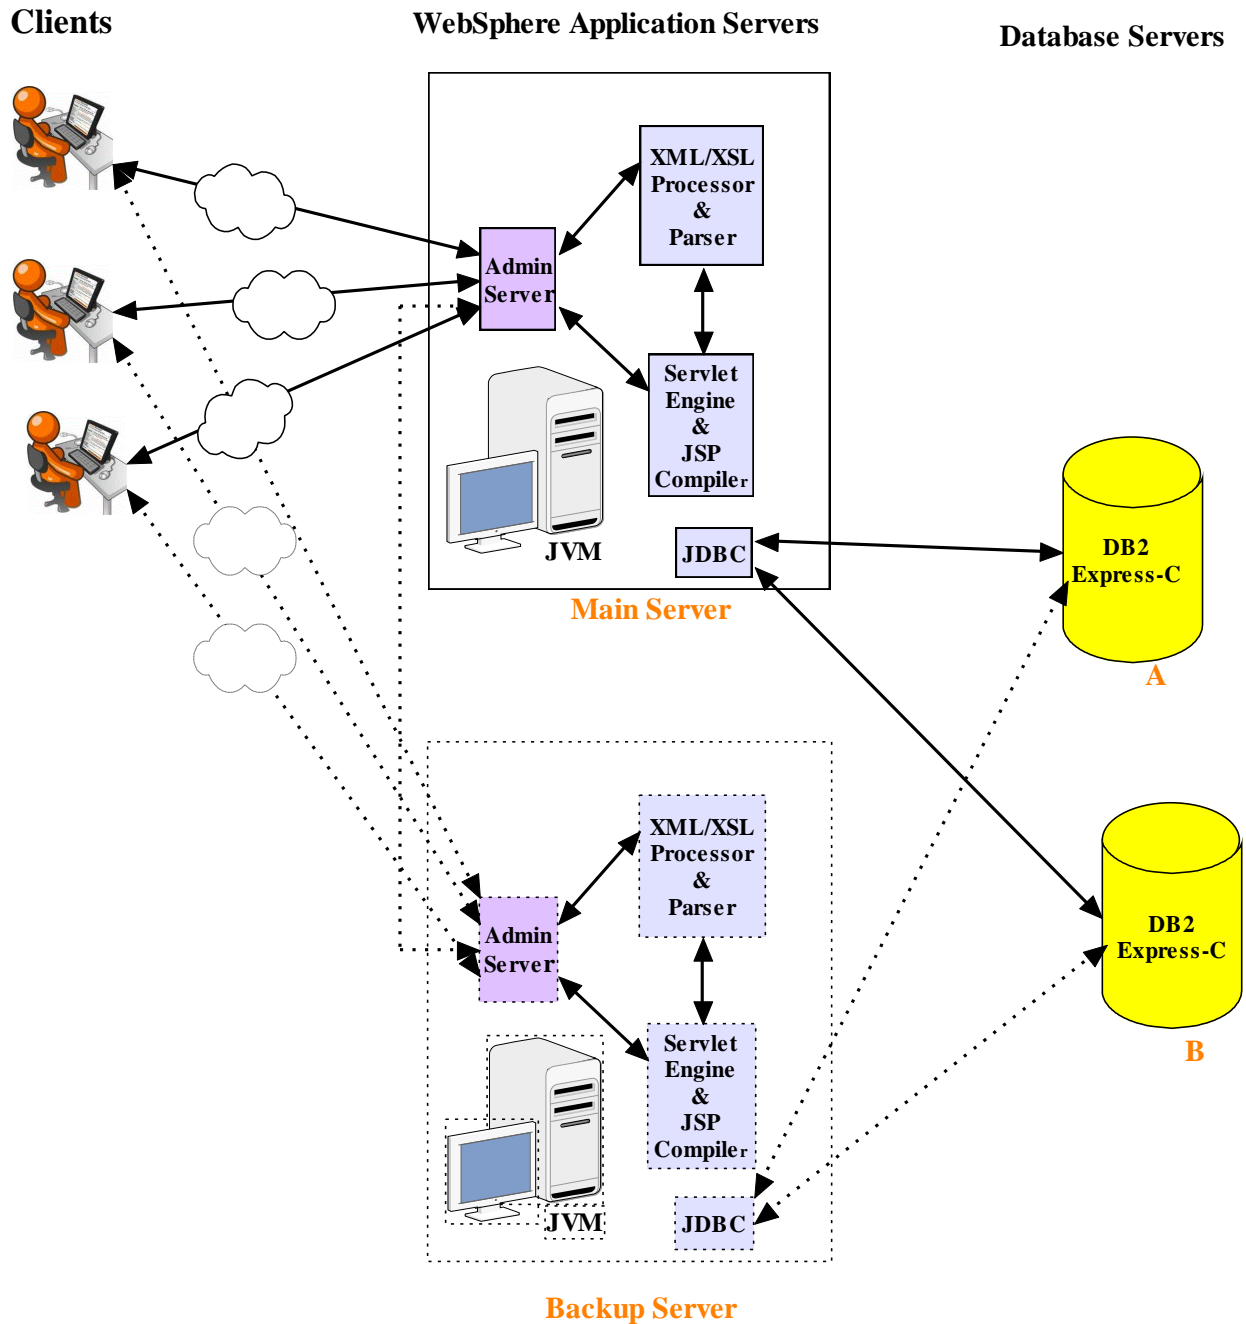 Clients
WebSphere Application Servers
Database Servers
XML/XSL
Processor
&
Parser
Admin
Server
Servlet
Engine
&
JSP
Compiler
JVM
JDBC
Main Server
DB2
Express-C
A
XML/XSL
Processor
&
Parser
Admin
Server
Servlet
Engine
&
JSP
Compiler
JVM
JDBC
Backup Server
DB2
Express-C
B